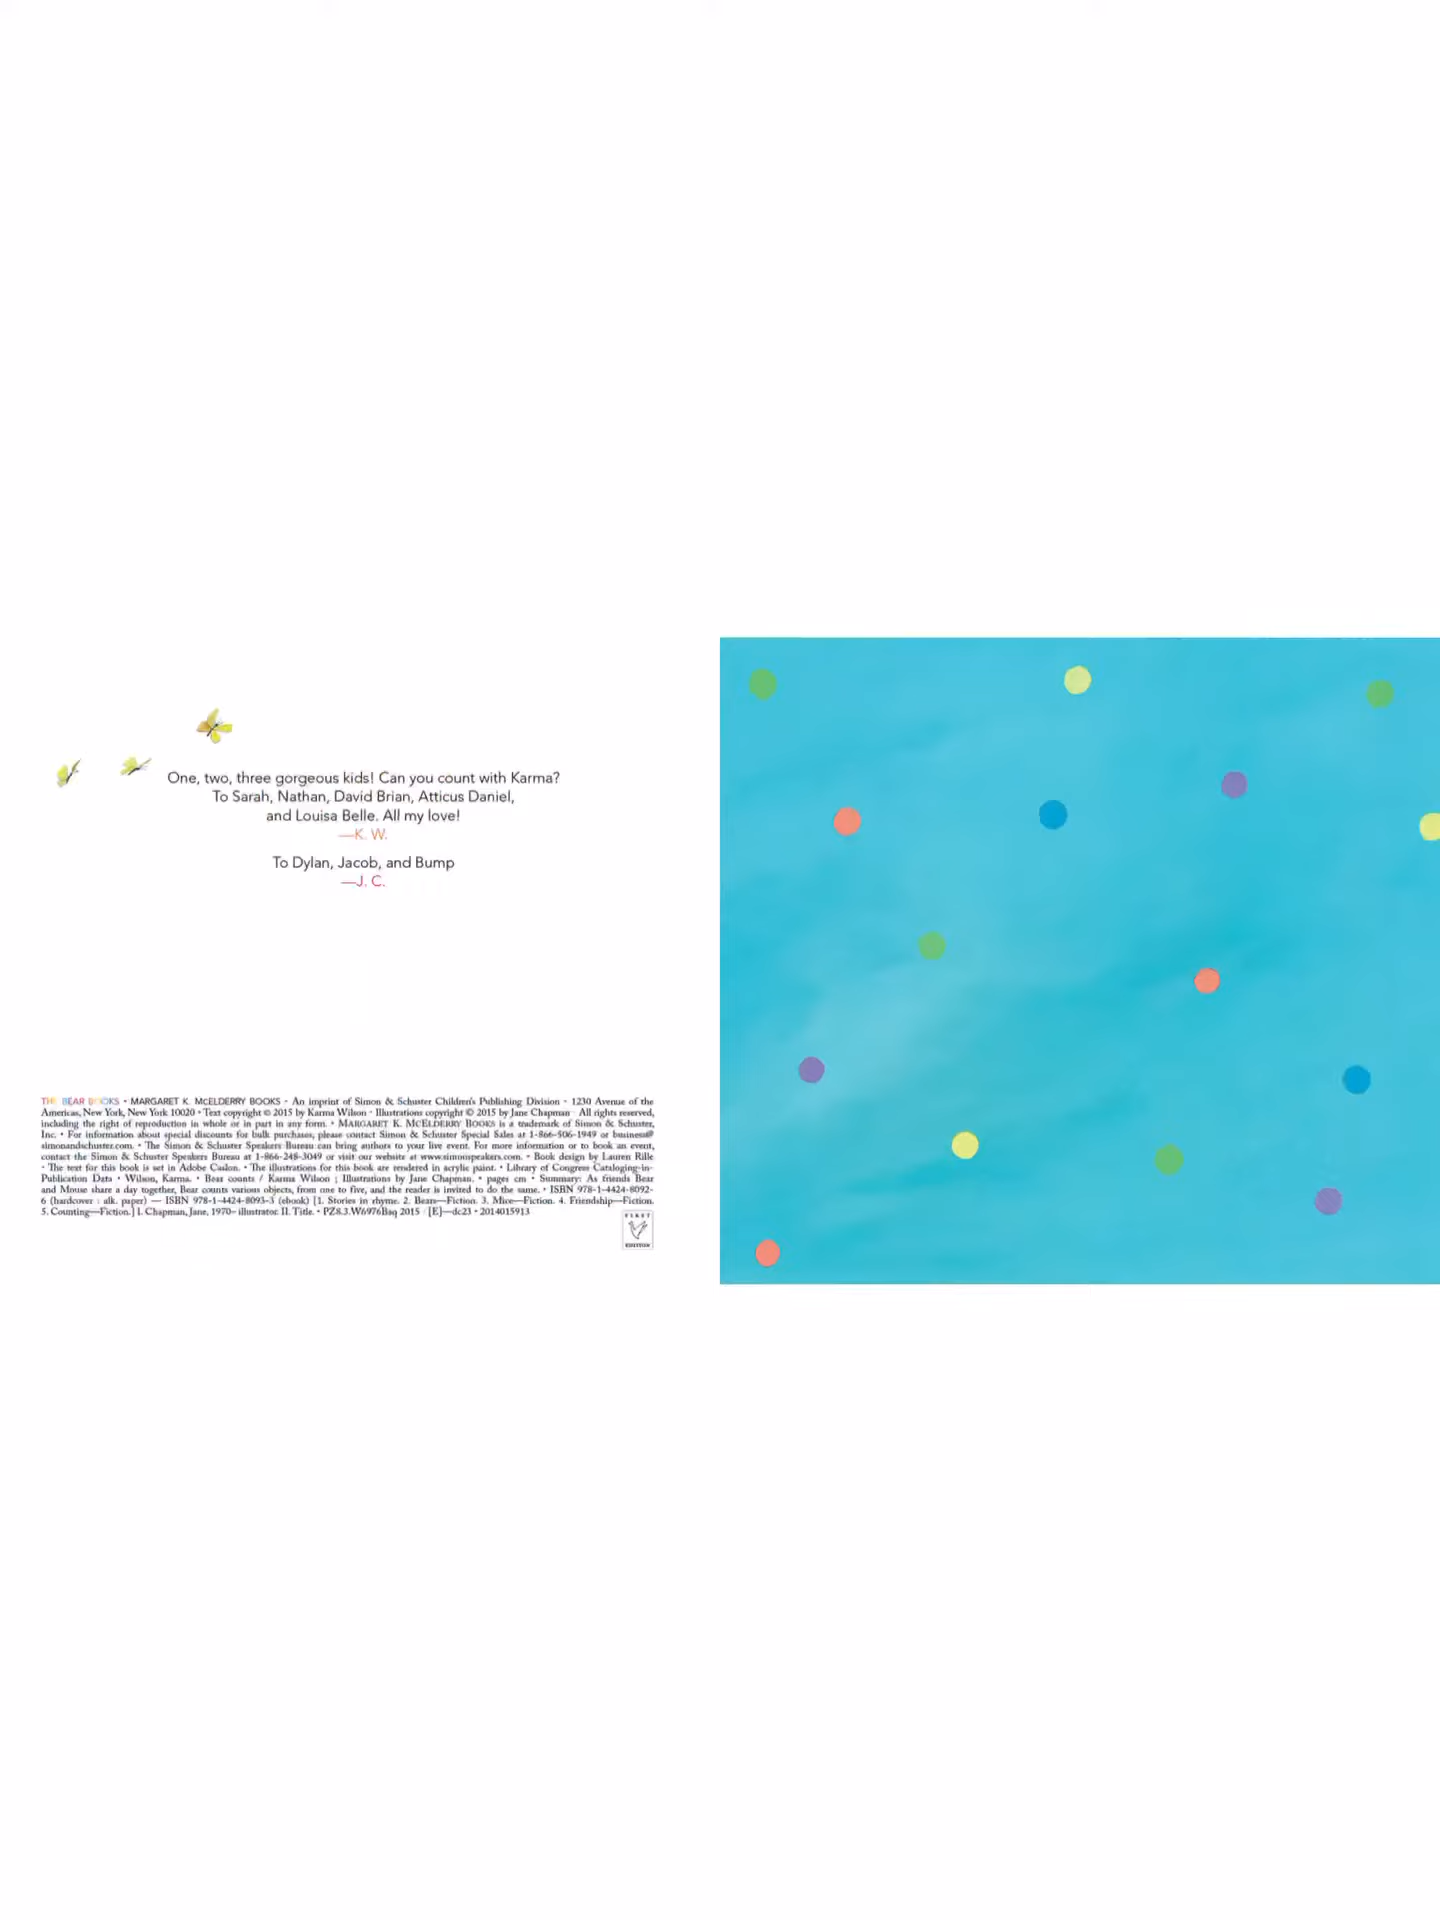 One, two, three gorgeous kids! Can you count with Karma?
To Sarah, Nathan, David Brian, Atticus Daniel,
and Louisa Belle. All my love!
—K. W.
To Dylan, Jacob, and Bump
—J. C.
THE BEAR BOOKS • MARGARET K. McELDERRY BOOKS • An imprint of Simon & Schuster Children's Publishing Division • 1230 Avenue of the
Americas, New York, New York 10020 • Text copyright © 2015 by Karma Wilson • Illustrations copyright © 2015 by Jane Chapman • All rights reserved,
including the right of reproduction in whole or in part in any form. • MARGARET K. MCELDERRY BOOKS is a trademark of Simon & Schuster,
Inc. • For information about special discounts for bulk purchases, please contact Simon & Schuster Special Sales at 1-866-506-1949 or business@
simonandschuster.com. • The Simon & Schuster Speakers Bureau can bring authors to your live event. For more information or to book an event,
contact the Simon & Schuster Speakers Bureau at 1-866-248-3049 or visit our website at www.simonspeakers.com. • Book design by Lauren Rille
• The text for this book is set in Adobe Caslon. • The illustrations for this book are rendered in acrylic paint. • Library of Congress Cataloging-in-
Publication Data • Wilson, Karma. • Bear counts / Karma Wilson ; Illustrations by Jane Chapman. • pages cm • Summary: As friends Bear
and Mouse share a day together, Bear counts various objects, from one to five, and the reader is invited to do the same. • ISBN 978-1-4424-8092-
6 (hardcover : alk. paper) — ISBN 978-1-4424-8093-3 (ebook) [1. Stories in rhyme. 2. Bears—Fiction. 3. Mice—Fiction. 4. Friendship—Fiction.
5. Counting—Fiction.] I. Chapman, Jane, 1970– illustrator. II. Title. • PZ8.3.W6976Baq 2015 [E]—dc23 • 2014015913
FIRST
EDITION